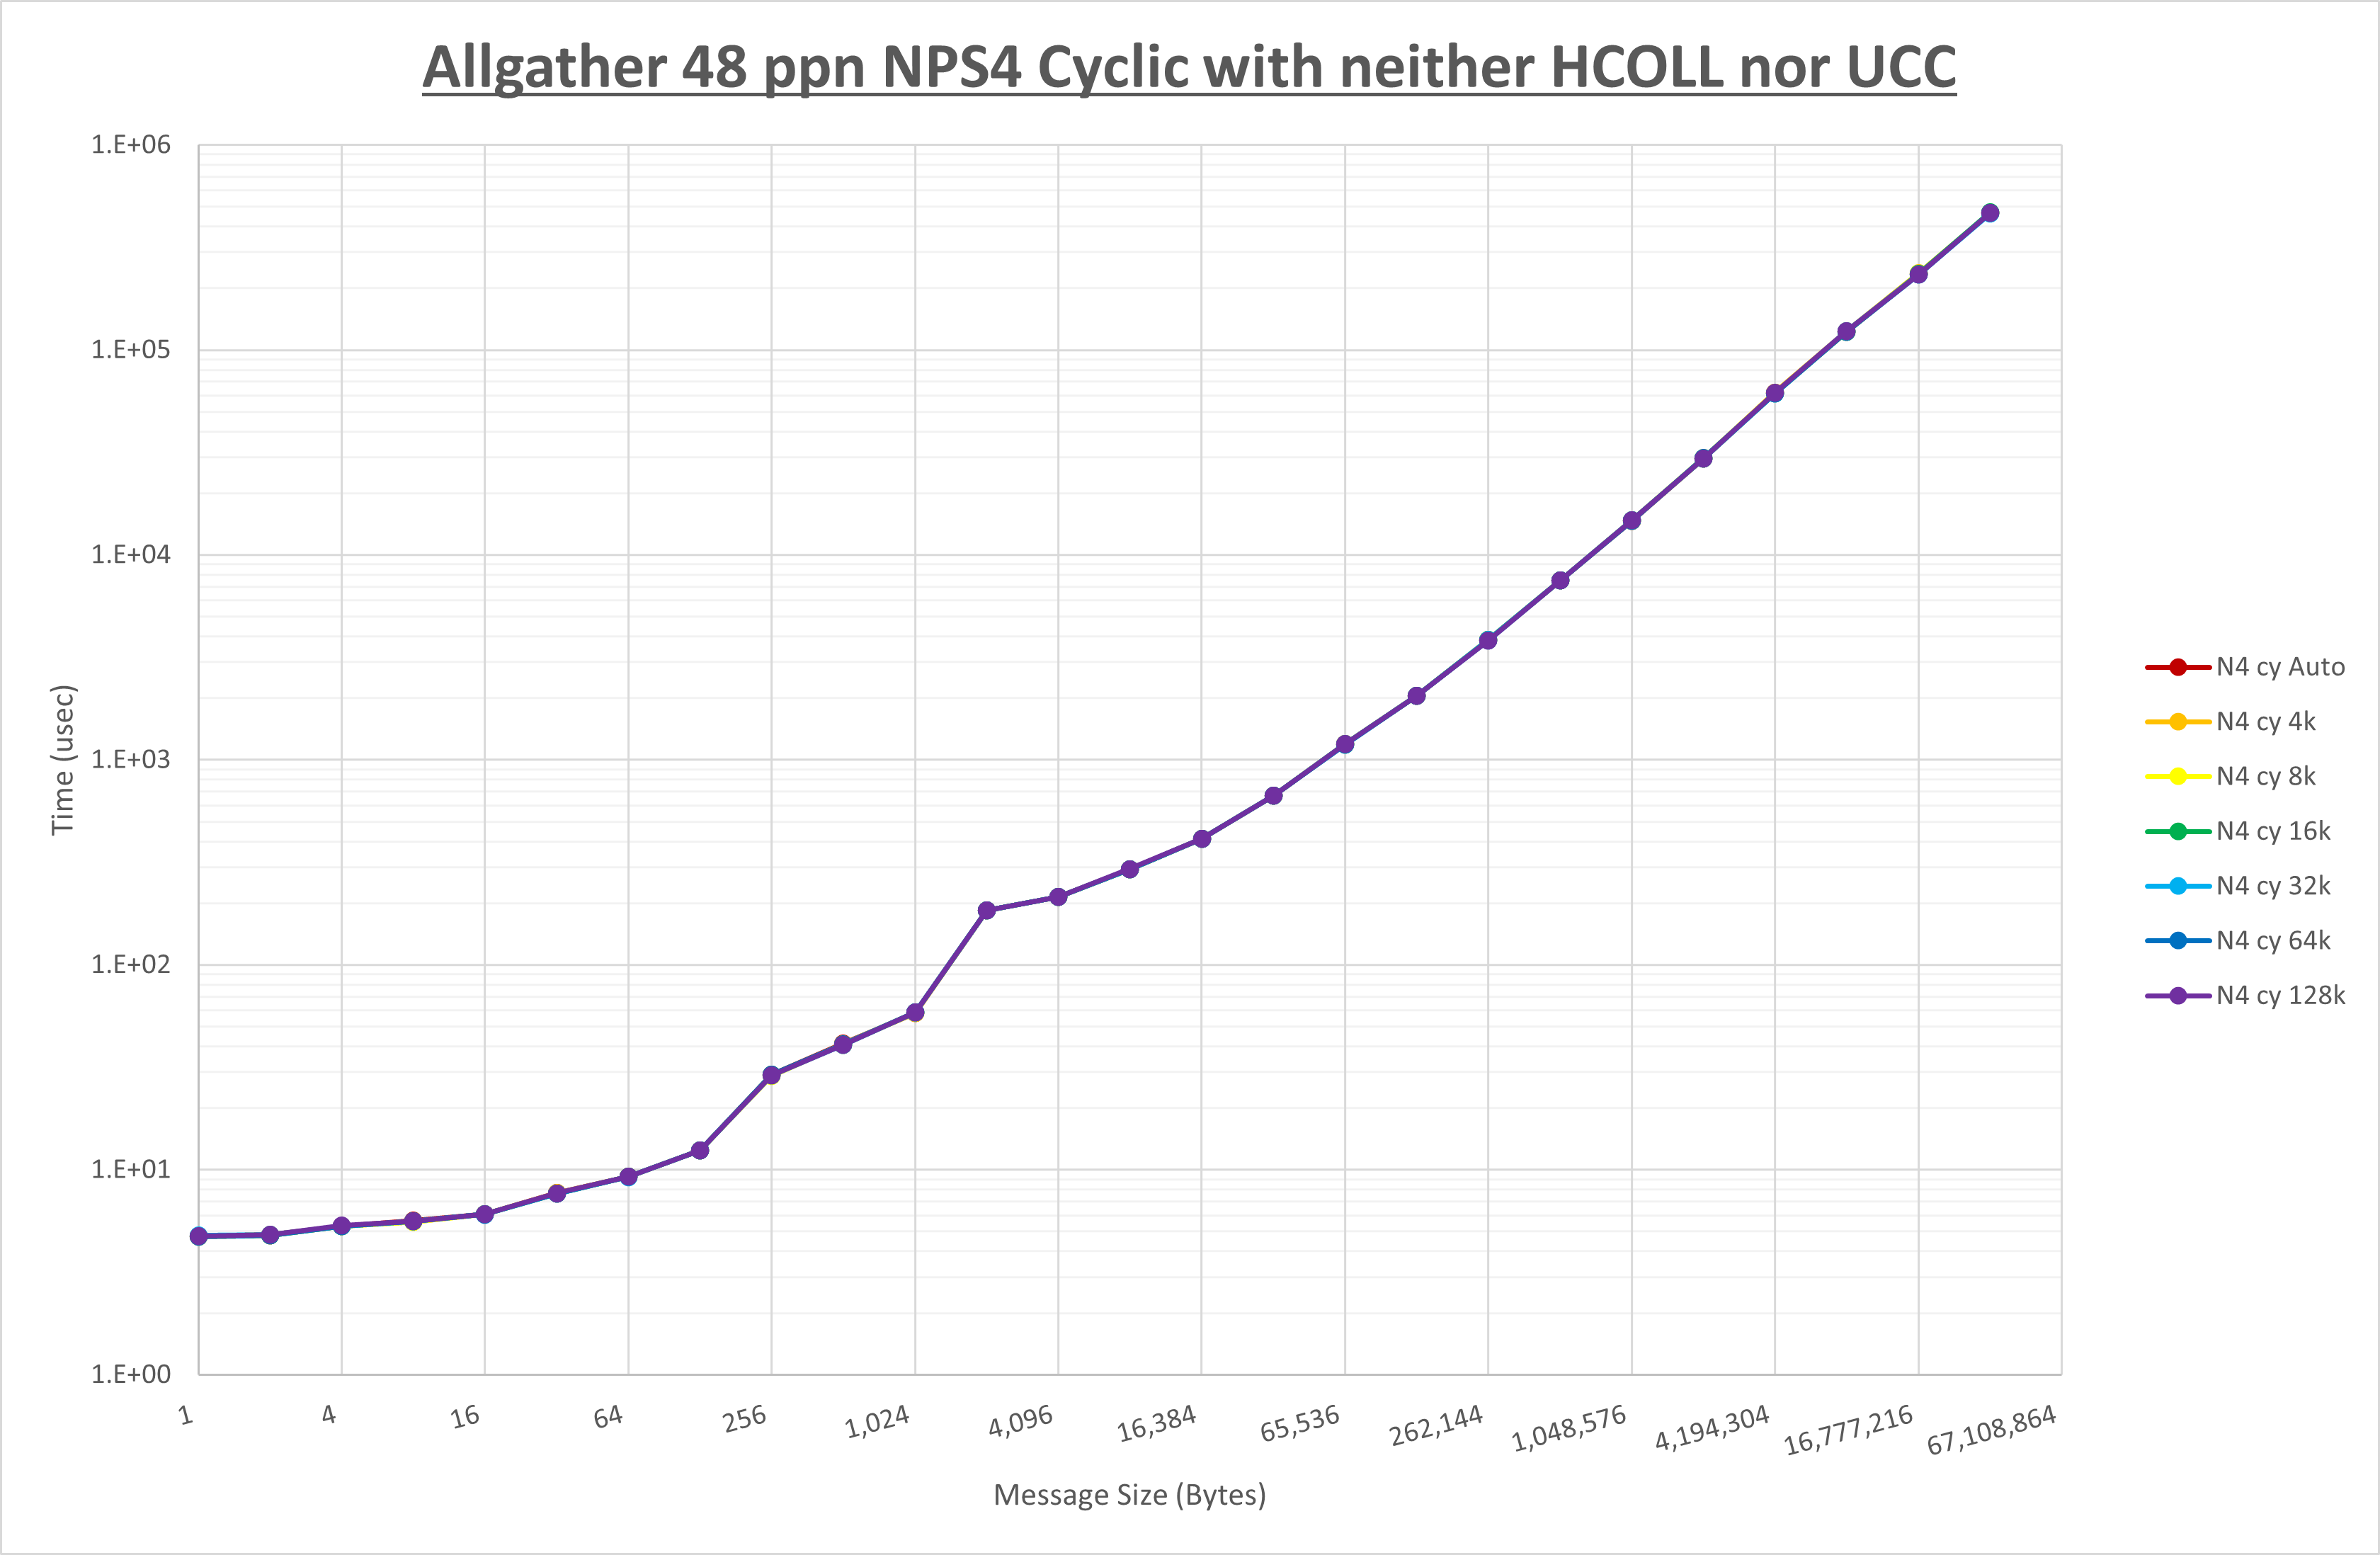 Allgather 48 ppn NPS4 Cyclic with neither HCOLL nor UCC
1.E+06
1.E+05
1.E+04
1.E+03
1.E+02
1.E+01
1.E+00
Time (usec)
1
4
16
64
256
1,024
4,096
16,384
65,536
262,144
1,048,576
4,194,304
16,777,216
67,108,864
Message Size (Bytes)
N4 cy Auto
N4 cy 4k
N4 cy 8k
N4 cy 16k
N4 cy 32k
N4 cy 64k
N4 cy 128k